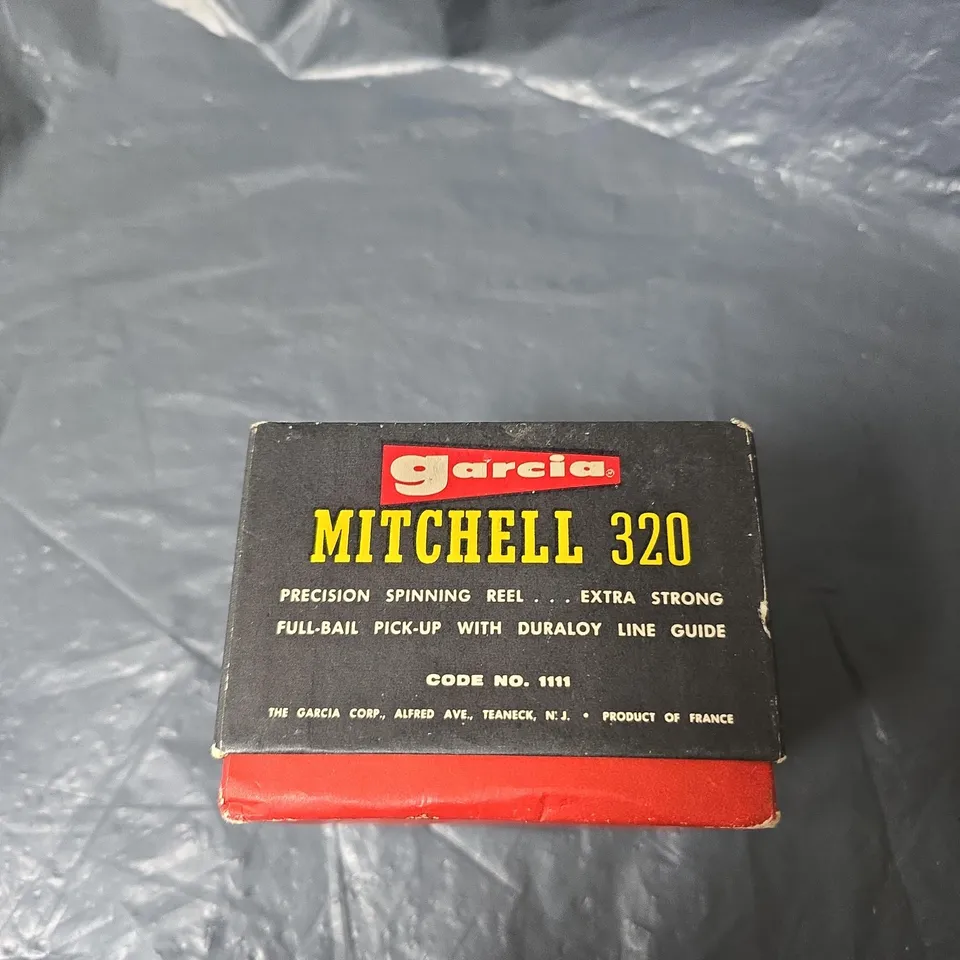 garcia®
MITCHELL 320
PRECISION SPINNING REEL . . . EXTRA STRONG
FULL-BAIL PICK-UP WITH DURALOY LINE GUIDE
CODE NO. 1111
THE GARCIA CORP., ALFRED AVE., TEANECK, N.J. • PRODUCT OF FRANCE